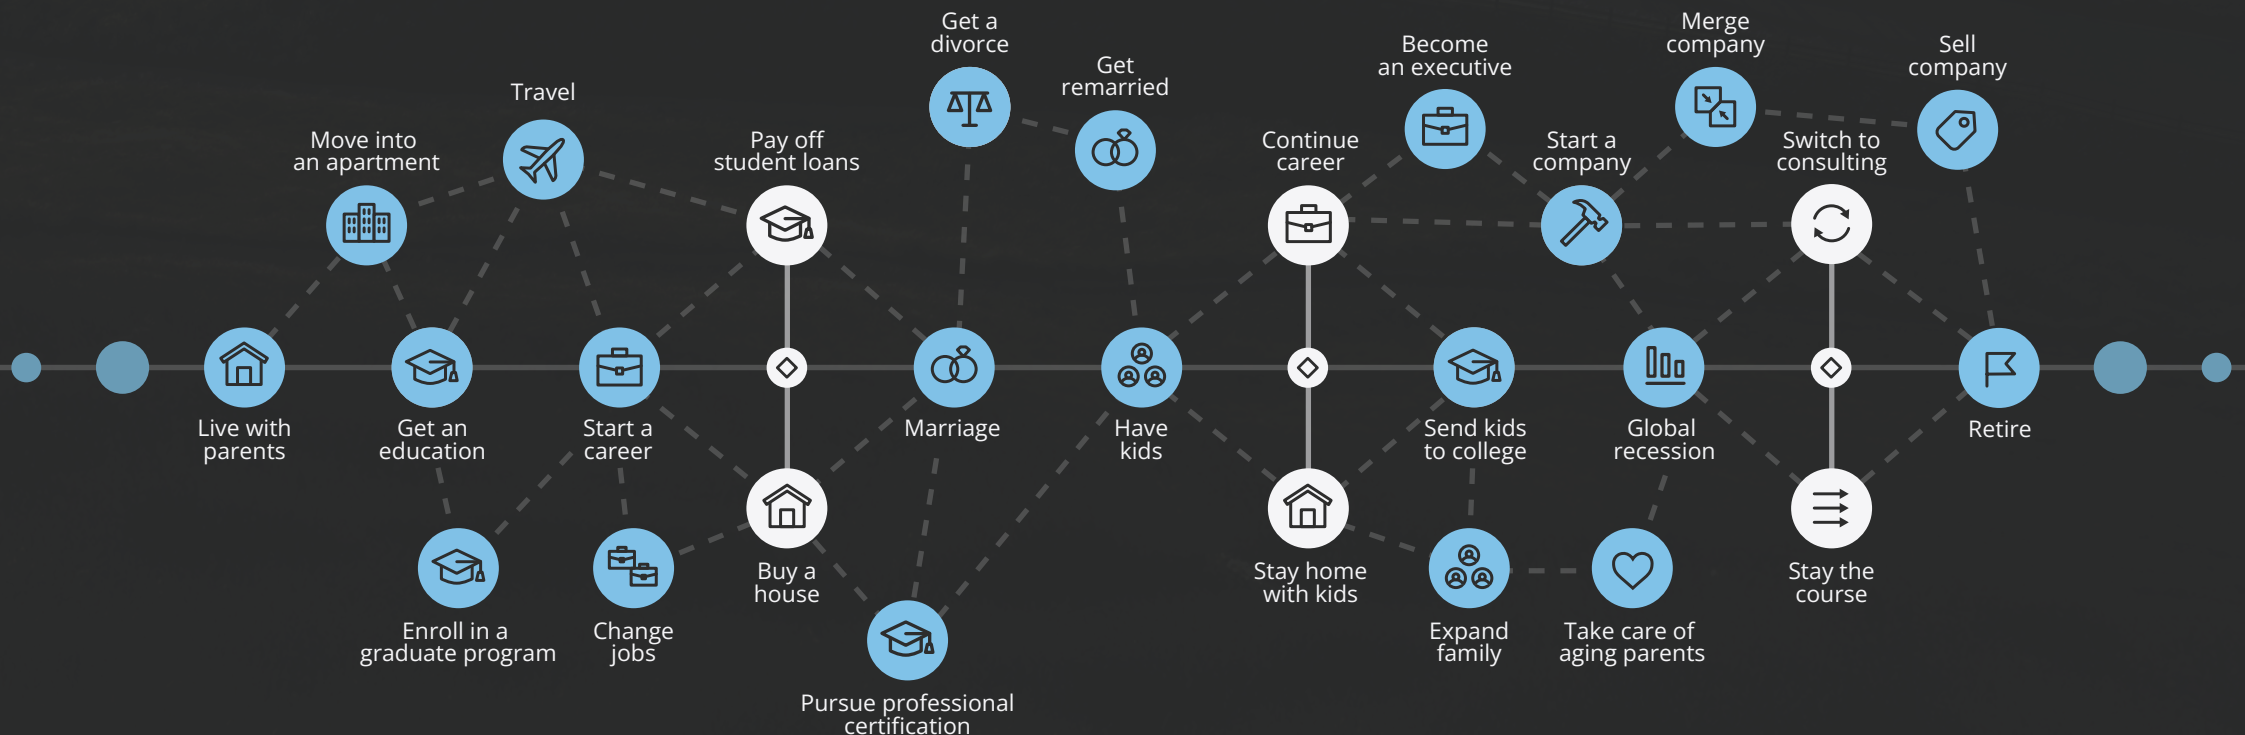 Get a
divorce
Merge
company
Become
an executive
Sell
company
Get
remarried
Travel
Move into
an apartment
Pay off
student loans
Continue
career
Start a
company
Switch to
consulting
Live with
parents
Get an
education
Start a
career
Marriage
Have
kids
Send kids
to college
Global
recession
Retire
Buy a
house
Stay home
with kids
Stay the
course
Enroll in a
graduate program
Change
jobs
Expand
family
Take care of
aging parents
Pursue professional
certification